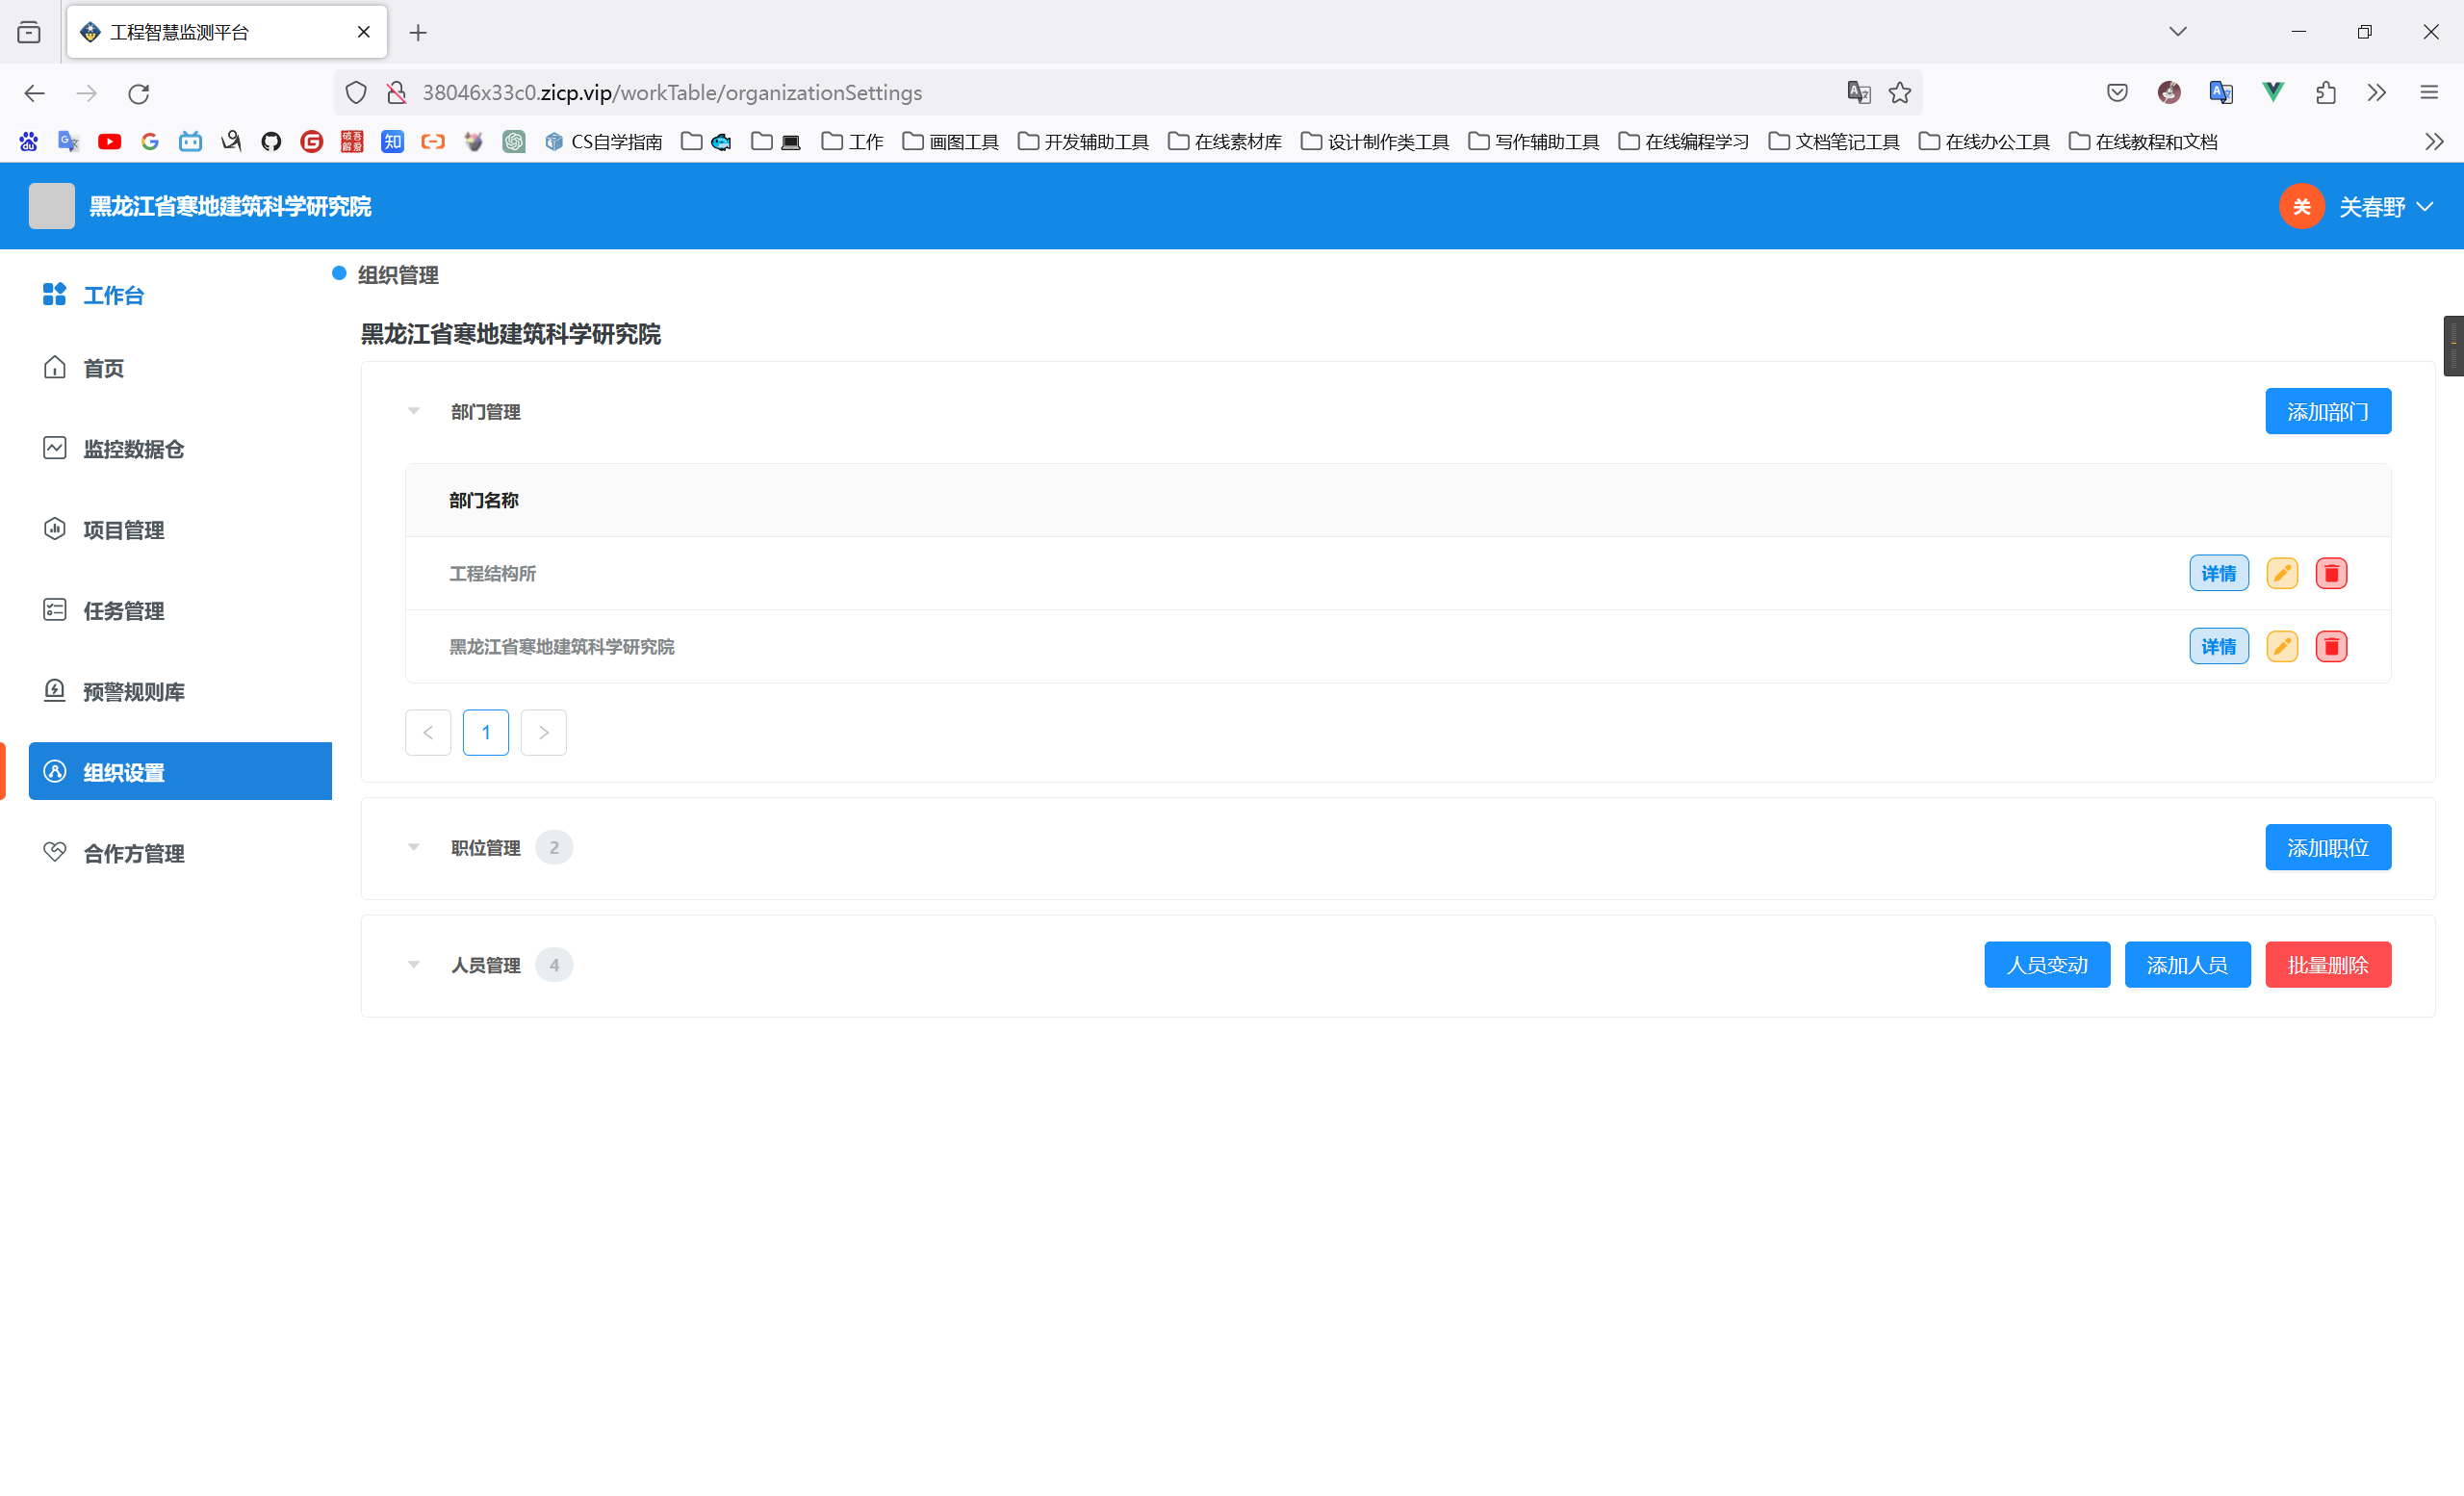 工程智慧监测平台
38046x33c0.zicp.vip/workTable/organizationSettings
破吾
解爱
知
CS自学指南
工作
画图工具
开发辅助工具
在线素材库
设计制作类工具
写作辅助工具
在线编程学习
文档笔记工具
在线办公工具
在线教程和文档
黑龙江省寒地建筑科学研究院
关
关春野
工作台
首页
监控数据仓
项目管理
任务管理
预警规则库
组织设置
合作方管理
组织管理
黑龙江省寒地建筑科学研究院
部门管理
添加部门
部门名称
工程结构所
详情
黑龙江省寒地建筑科学研究院
详情
< 1 >
职位管理 2
添加职位
人员管理 4
人员变动
添加人员
批量删除